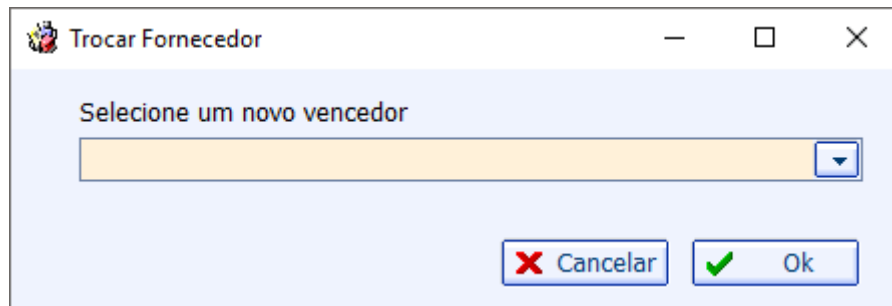 Trocar Fornecedor
Selecione um novo vencedor
Cancelar
Ok